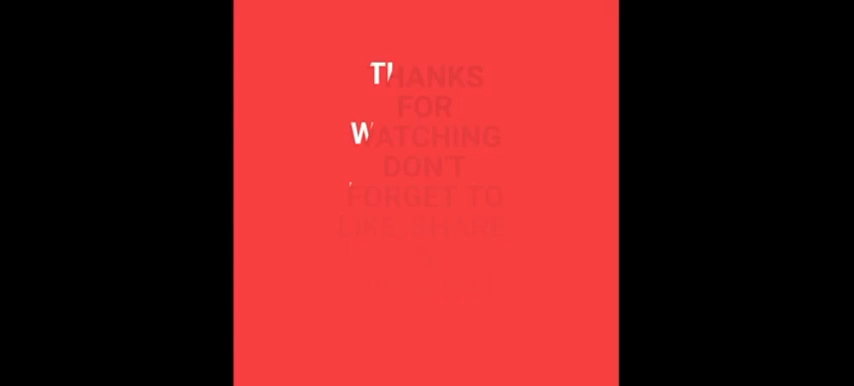 THANKS
FOR
WATCHING
DON'T
FORGET TO
LIKE, SHARE
&